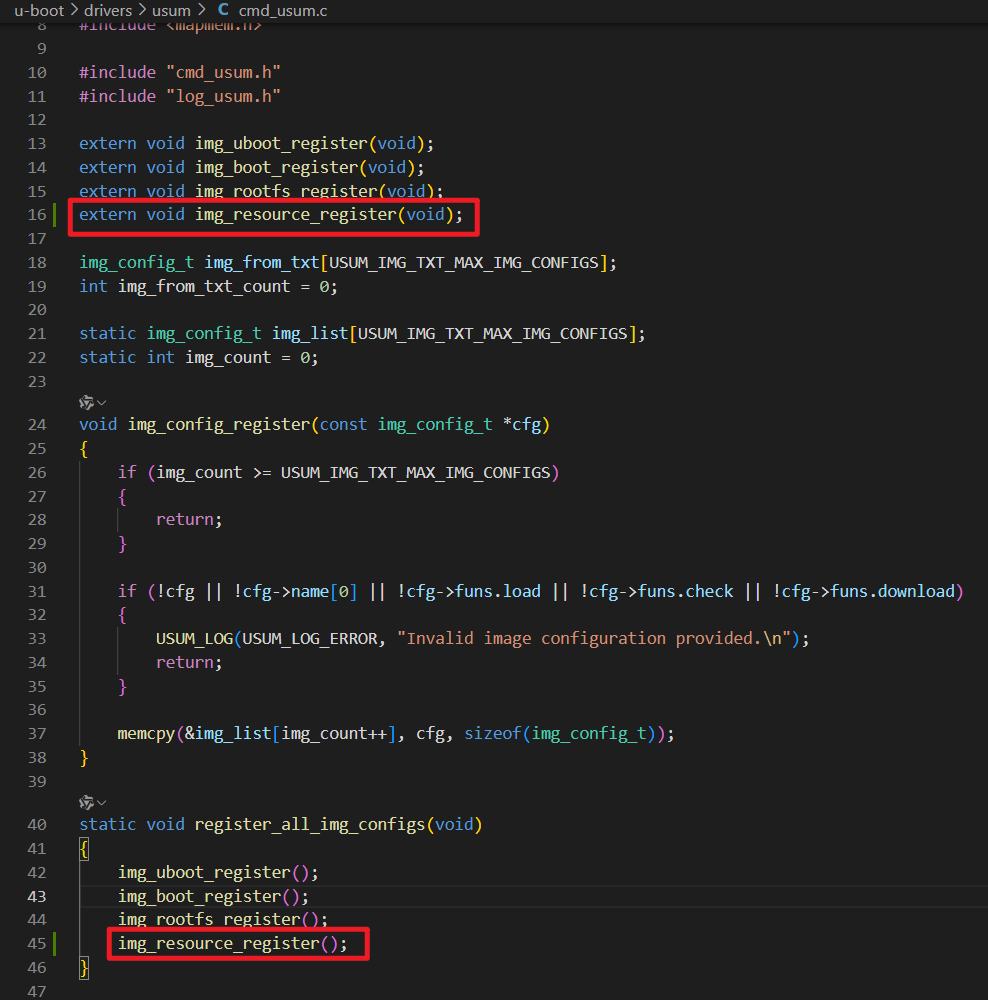 u-boot > drivers > usum > C cmd_usum.c
8 #include <mapmem.h>
9
10 #include "cmd_usum.h"
11 #include "log_usum.h"
12
13 extern void img_uboot_register(void);
14 extern void img_boot_register(void);
15 extern void img_rootfs_register(void);
16 extern void img_resource_register(void);
17
18 img_config_t img_from_txt[USUM_IMG_TXT_MAX_IMG_CONFIGS];
19 int img_from_txt_count = 0;
20
21 static img_config_t img_list[USUM_IMG_TXT_MAX_IMG_CONFIGS];
22 static int img_count = 0;
23
24 void img_config_register(const img_config_t *cfg)
25 {
26 if (img_count >= USUM_IMG_TXT_MAX_IMG_CONFIGS)
27 {
28 return;
29 }
30
31 if (!cfg || !cfg->name[0] || !cfg->funs.load || !cfg->funs.check || !cfg->funs.download)
32 {
33 USUM_LOG(USUM_LOG_ERROR, "Invalid image configuration provided.\n");
34 return;
35 }
36
37 memcpy(&img_list[img_count++], cfg, sizeof(img_config_t));
38 }
39
40 static void register_all_img_configs(void)
41 {
42 img_uboot_register();
43 img_boot_register();
44 img_rootfs_register();
45 img_resource_register();
46 }
47